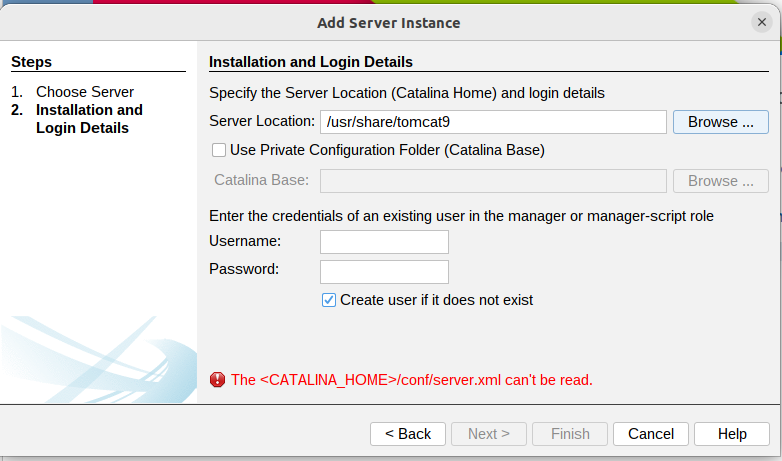 Add Server Instance
Steps
1. Choose Server
2. Installation and
Login Details
Installation and Login Details
Specify the Server Location (Catalina Home) and login details
Server Location: /usr/share/tomcat9 Browse ...
Use Private Configuration Folder (Catalina Base)
Catalina Base: Browse ...
Enter the credentials of an existing user in the manager or manager-script role
Username:
Password:
Create user if it does not exist
The <CATALINA_HOME>/conf/server.xml can't be read.
< Back Next > Finish Cancel Help